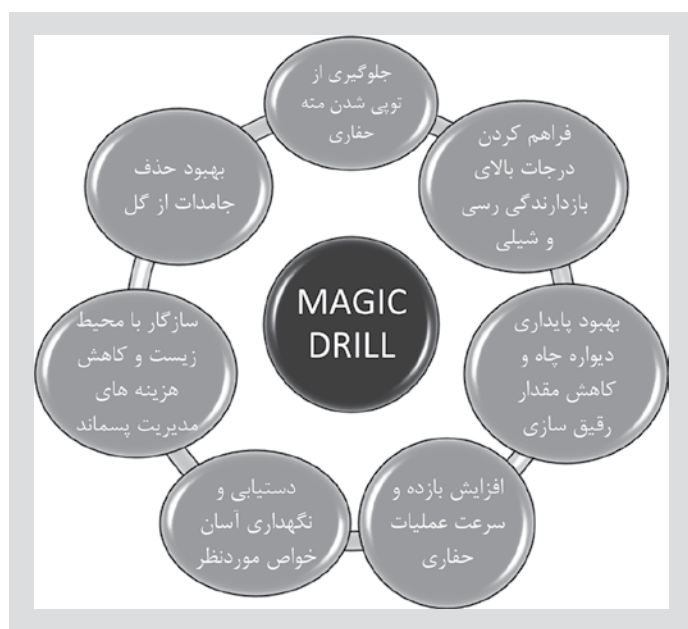 جلوگیری از
توپی شدن مته
حفاری
فراهم کردن
درجات بالای
بازدارندگی رسی
و شیلی
بهبود پایداری
دیواره چاه و
کاهش مقدار
رقیق سازی
افزایش بازده و
سرعت عملیات
حفاری
دستیابی و
نگهداری آسان
خواص موردنظر
سازگار با محیط
زیست و کاهش
هزینه های
مدیریت پسماند
بهبود حذف
جامدات از گل
MAGIC
DRILL